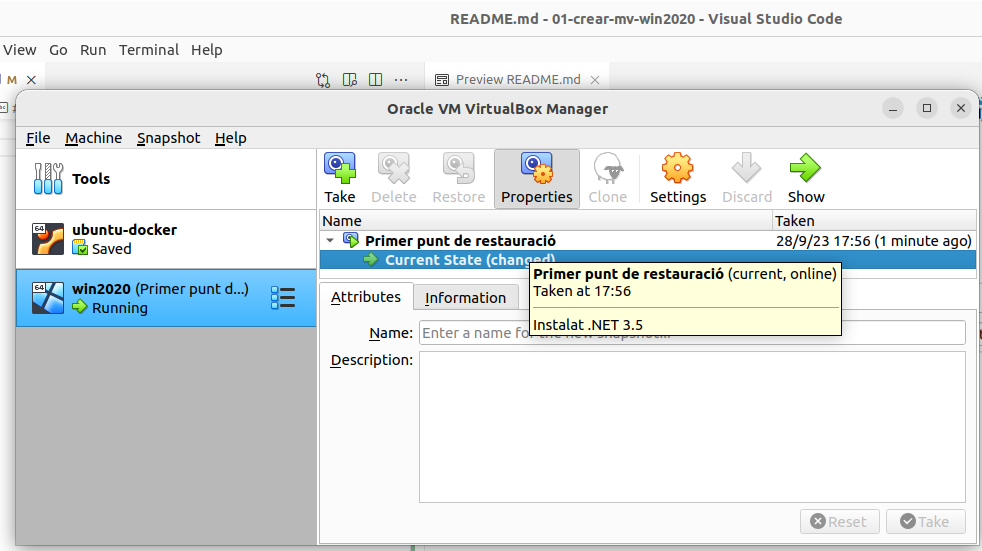 README.md - 01-crear-mv-win2020 - Visual Studio Code
View Go Run Terminal Help
M
Preview README.md
Oracle VM VirtualBox Manager
File Machine Snapshot Help
Tools
Take Delete Restore Properties Clone Settings Discard Show
Name Taken
64 ubuntu-docker
Saved
Primer punt de restauració 28/9/23 17:56 (1 minute ago)
Current State (changed)
64 win2020 (Primer punt d...)
Running
Primer punt de restauració (current, online)
Taken at 17:56
Instalat .NET 3.5
Attributes Information
Name: Enter a name for the new snapshot...
Description:
Reset Take